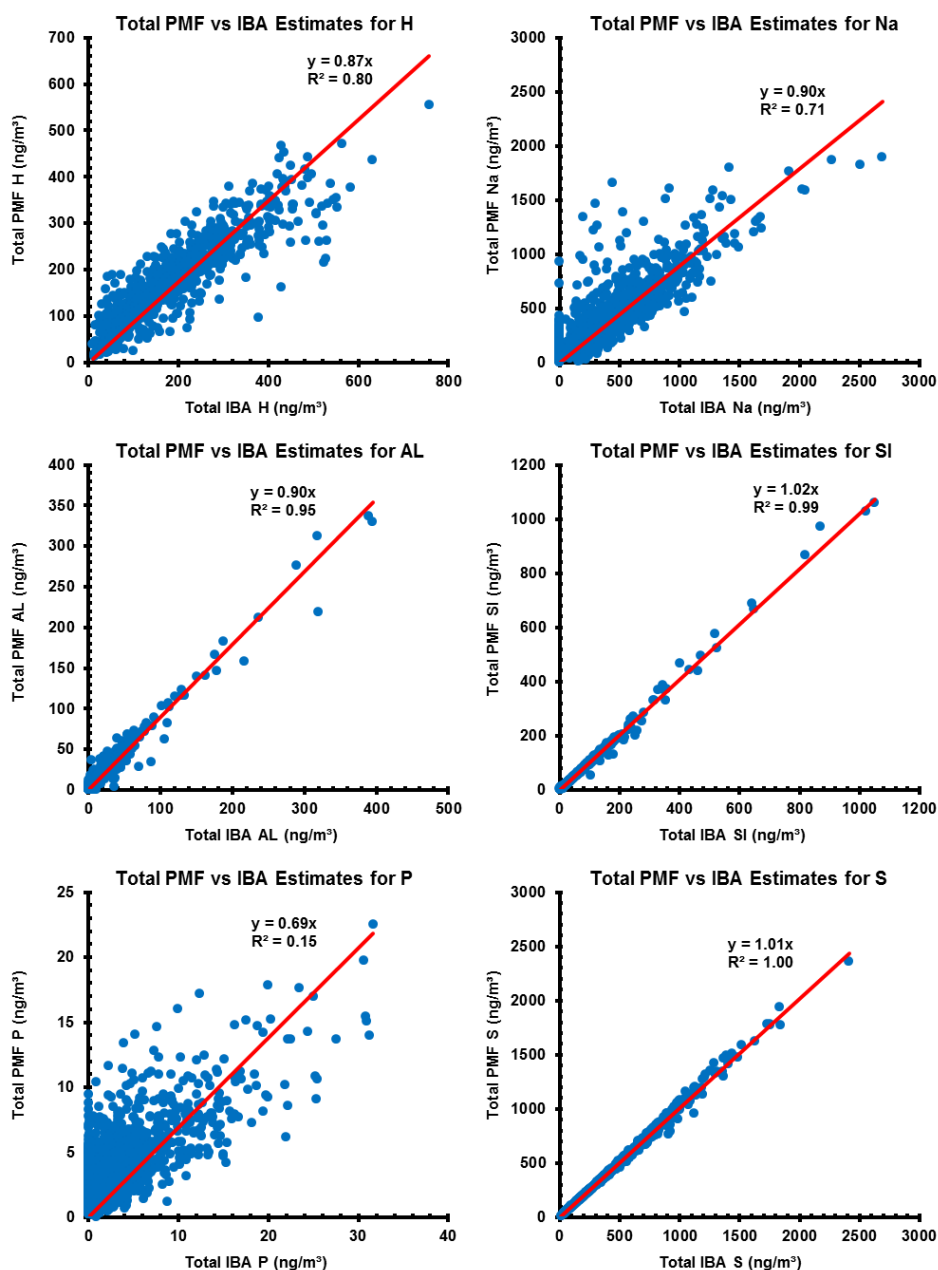 Total PMF vs IBA Estimates for H
700
600
500
400
300
200
100
0
0
200
400
600
800
y = 0.87x
R² = 0.80
Total PMF H (ng/m³)
Total IBA H (ng/m³)
Total PMF vs IBA Estimates for Na
3000
2500
2000
1500
1000
500
0
0
500
1000
1500
2000
2500
3000
y = 0.90x
R² = 0.71
Total PMF Na (ng/m³)
Total IBA Na (ng/m³)
Total PMF vs IBA Estimates for AL
400
350
300
250
200
150
100
50
0
0
100
200
300
400
500
y = 0.90x
R² = 0.95
Total PMF AL (ng/m³)
Total IBA AL (ng/m³)
Total PMF vs IBA Estimates for SI
1200
1000
800
600
400
200
0
0
200
400
600
800
1000
1200
y = 1.02x
R² = 0.99
Total PMF SI (ng/m³)
Total IBA SI (ng/m³)
Total PMF vs IBA Estimates for P
25
20
15
10
5
0
0
10
20
30
40
y = 0.69x
R² = 0.15
Total PMF P (ng/m³)
Total IBA P (ng/m³)
Total PMF vs IBA Estimates for S
3000
2500
2000
1500
1000
500
0
0
500
1000
1500
2000
2500
3000
y = 1.01x
R² = 1.00
Total PMF S (ng/m³)
Total IBA S (ng/m³)